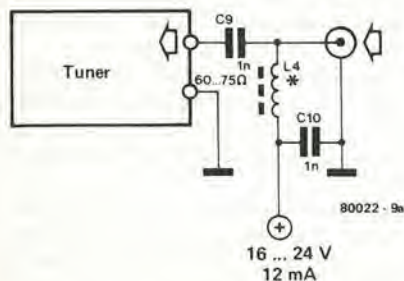 C9
Tuner
1n
L4
*
60...75Ω
C10
1n
+
80022 - 9a
16 ... 24 V
12 mA